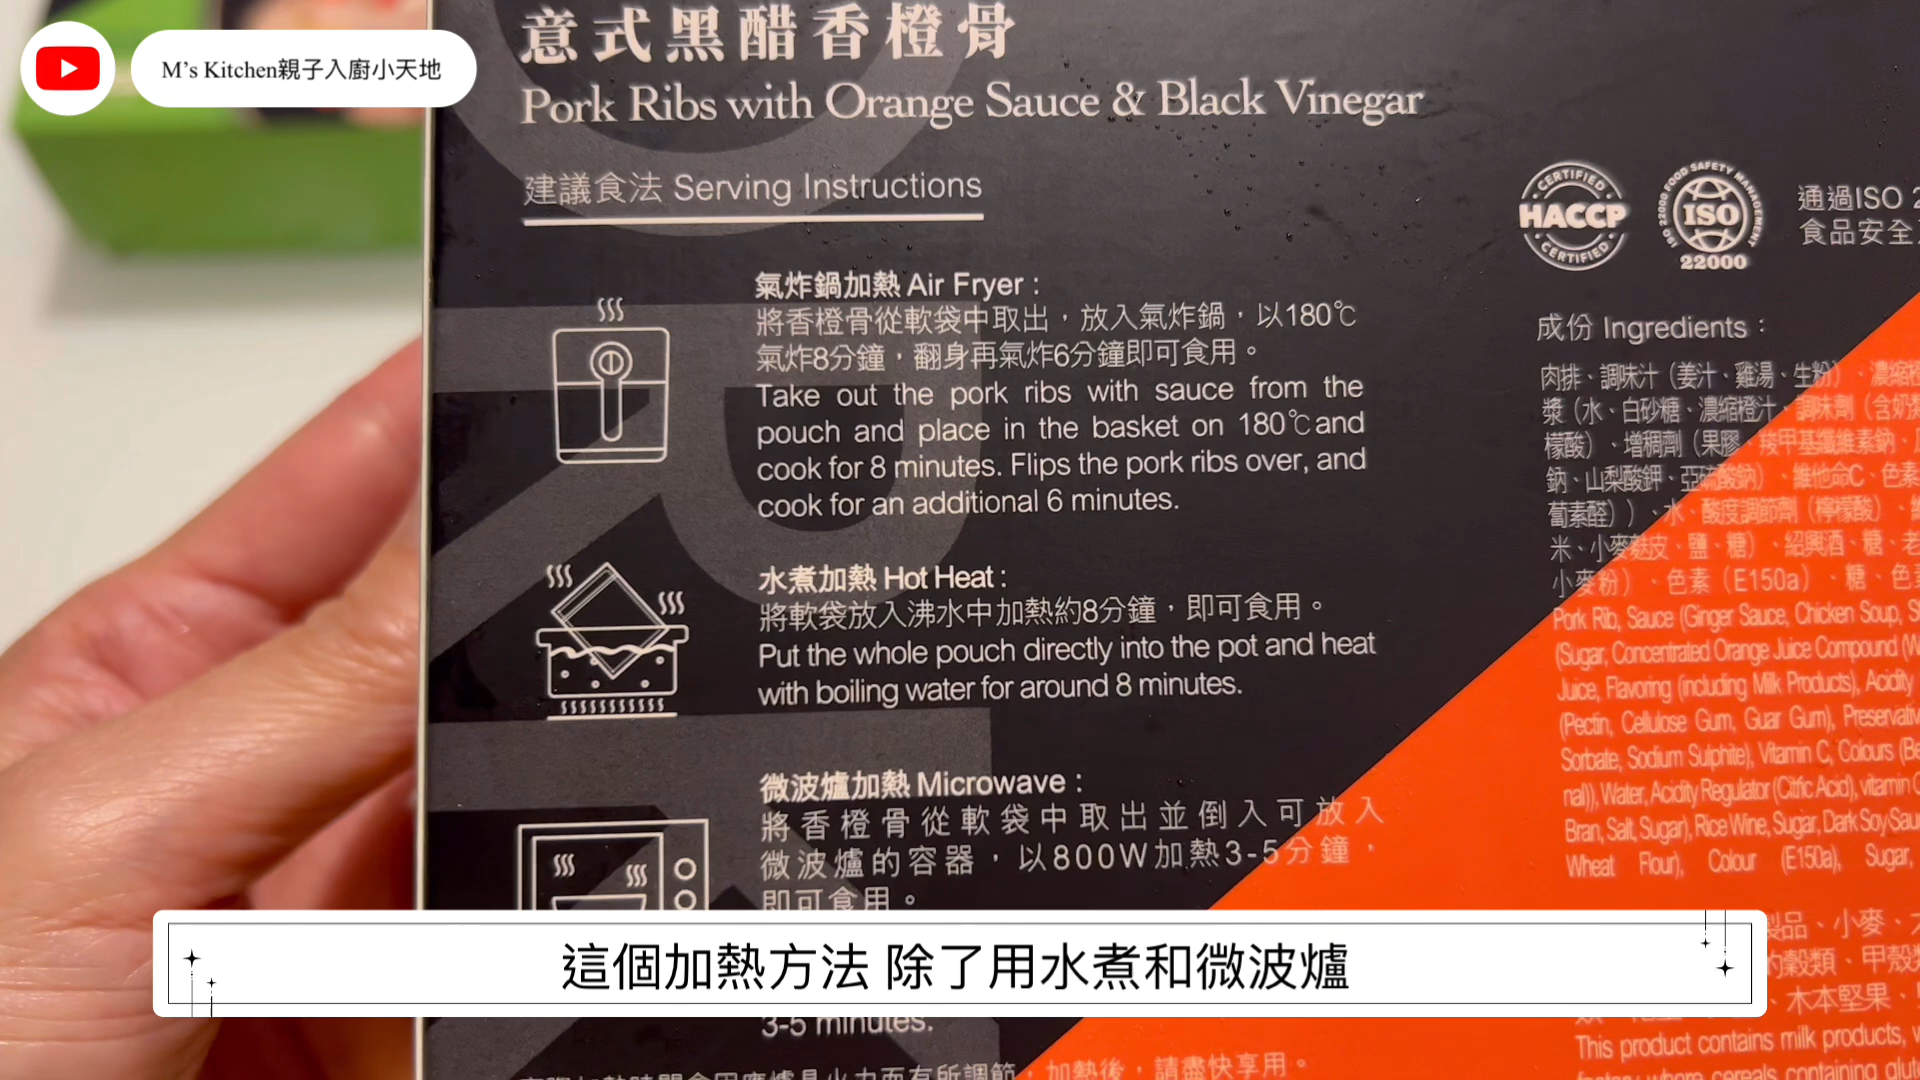 M's Kitchen親子入廚小天地
意式黑醋香橙骨
Pork Ribs with Orange Sauce & Black Vinegar
建議食法 Serving Instructions
氣炸鍋加熱 Air Fryer：
將香橙骨從軟袋中取出，放入氣炸鍋，以180℃
氣炸8分鐘，翻身再氣炸6分鐘即可食用。
Take out the pork ribs with sauce from the
pouch and place in the basket on 180℃ and
cook for 8 minutes. Flips the pork ribs over, and
cook for an additional 6 minutes.
水煮加熱 Hot Heat：
將軟袋放入沸水中加熱約8分鐘，即可食用。
Put the whole pouch directly into the pot and heat
with boiling water for around 8 minutes.
微波爐加熱 Microwave：
將香橙骨從軟袋中取出並倒入可放入
微波爐的容器，以800W加熱3-5分鐘，
即可食用。
3-5 minutes.
加熱後，請盡快享用。
CERTIFIED
HACCP
CERTIFIED
ISO 22000 FOOD SAFETY MANAGEMENT
ISO
22000
通過ISO
食品安全
成份 Ingredients：
肉排、調味汁（姜汁、雞湯、生粉）、濃縮橙
漿（水、白砂糖、濃縮橙汁、調味劑（含奶類
檬酸）、增稠劑（果膠、羧甲基纖維素鈉、
鈉、山梨酸鉀、亞硫酸鈉）、維他命C、色素
蔔素醛））、水、酸度調節劑（檸檬酸）、
米、小麥麩皮、鹽、糖）、紹興酒、糖、老
小麥粉）、色素（E150a）、糖、色
Pork Rib, Sauce (Ginger Sauce, Chicken Soup,
(Sugar, Concentrated Orange Juice Compound
Juice, Flavoring (including Milk Products), Acidity
(Pectin, Cellulose Gum, Guar Gum),
Sorbate, Sodium Sulphite), Vitamin C, Colours
nal)), Water, Acidity Regulator (Citric Acid), vitamin
Bran, Salt, Sugar), Rice Wine, Sugar, Dark Soy Sau
Wheat Flour), Colour (E150a), Sugar,
製品、小麥、
的穀類、甲殼
、木本堅果、
This product contains milk products,
這個加熱方法 除了用水煮和微波爐